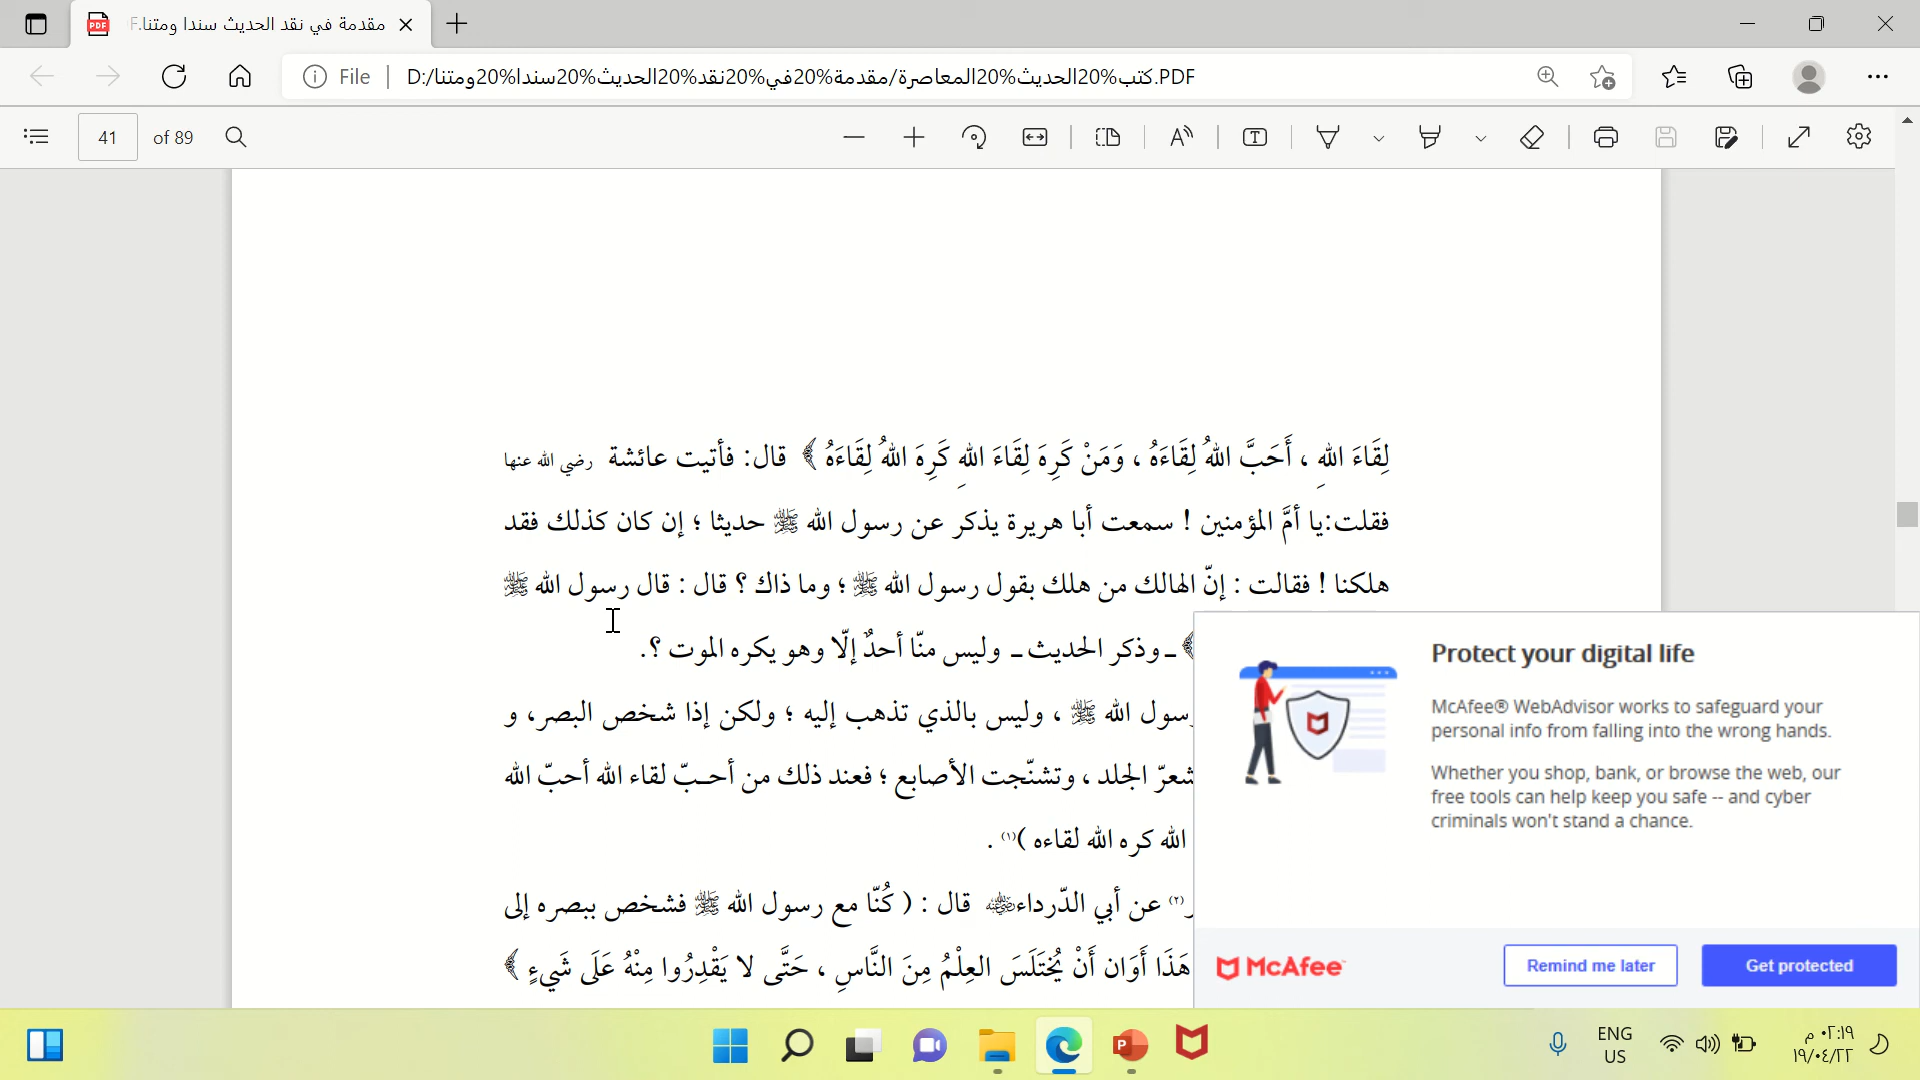 مقدمة في نقد الحديث سندا ومتنا.F
File
D:/كتب%20الحديث%20المعاصرة/مقدمة%20في%20نقد%20الحديث%20سندا%20ومتنا.PDF
41 of 89
لِقَاءَ اللهِ ، أَحَبَّ اللهُ لِقَاءَهُ ، وَمَنْ كَرِهَ لِقَاءَ اللهِ كَرِهَ اللهُ لِقَاءَهُ ﴾ قال: فأتيت عائشة رضي الله عنها
فقلت:يا أمَّ المؤمنين ! سمعت أبا هريرة يذكر عن رسول الله ﷺ حديثا ؛ إن كان كذلك فقد
هلكنا ! فقالت : إنّ الهالك من هلك بقول رسول الله ﷺ ؛ وما ذاك ؟ قال : قال رسول الله ﷺ
﴾ ـ وذكر الحديث ـ وليس منّا أحدٌ إلّا وهو يكره الموت ؟.
رسول الله ﷺ ، وليس بالذي تذهب إليه ؛ ولكن إذا شخص البصر، و
شعرّ الجلد ، وتشنّجت الأصابع ؛ فعند ذلك من أحـبّ لقاء الله أحبّ الله
الله كره الله لقاءه )(١) .
(٢) عن أبي الدّرداء رضي الله عنه قال : ( كُنّا مع رسول الله ﷺ فشخص ببصره إلى
هَذَا أَوَان أَنْ يُخْتَلَسَ العِلْمُ مِنَ النَّاسِ ، حَتَّى لا يَقْدِرُوا مِنْهُ عَلَى شَيءٍ ﴾
Protect your digital life
McAfee® WebAdvisor works to safeguard your
personal info from falling into the wrong hands.
Whether you shop, bank, or browse the web, our
free tools can help keep you safe -- and cyber
criminals won't stand a chance.
McAfee™
Remind me later
Get protected
ENG
US
٠٢:١٩ م
١٩/٠٤/٢٢